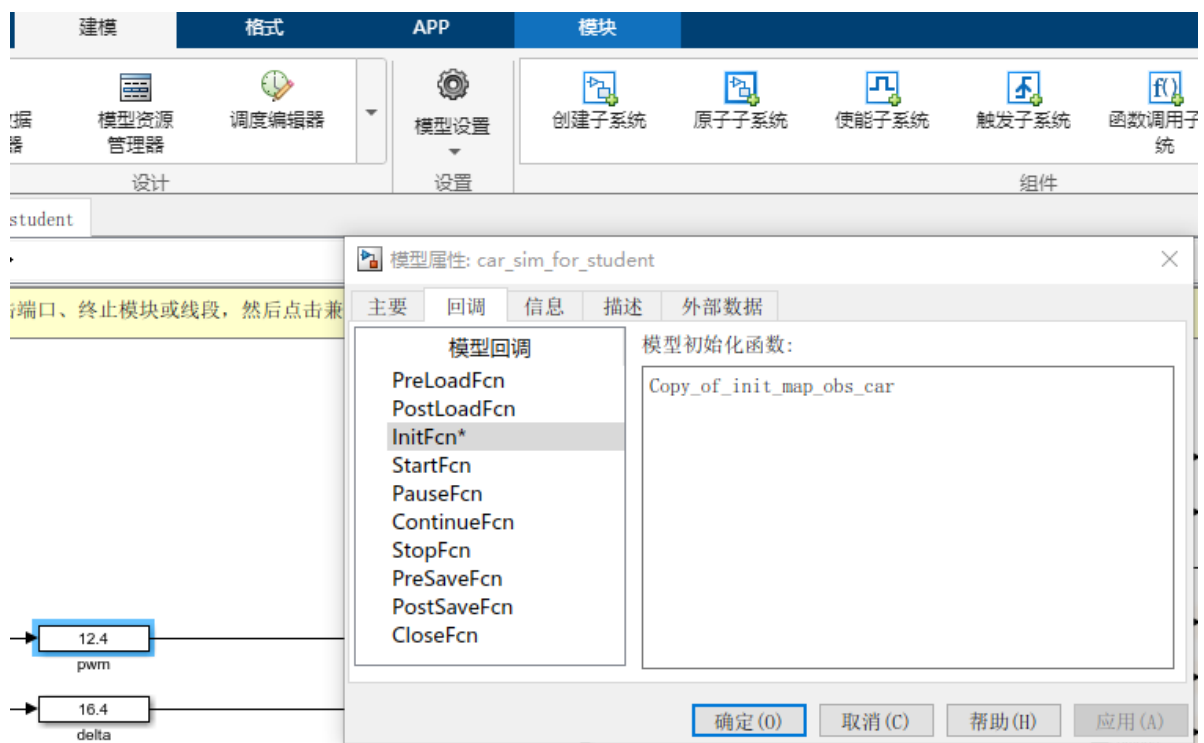 建模 格式 APP 模块
模型资源
管理器
调度编辑器
模型设置
创建子系统
原子子系统
使能子系统
触发子系统
函数调用子
统
设计
设置
组件
student
模型属性: car_sim_for_student
端口、终止模块或线段，然后点击兼
主要 回调 信息 描述 外部数据
模型回调
PreLoadFcn
PostLoadFcn
InitFcn*
StartFcn
PauseFcn
ContinueFcn
StopFcn
PreSaveFcn
PostSaveFcn
CloseFcn
模型初始化函数:
Copy_of_init_map_obs_car
12.4
pwm
16.4
delta
确定(O) 取消(C) 帮助(H) 应用(A)